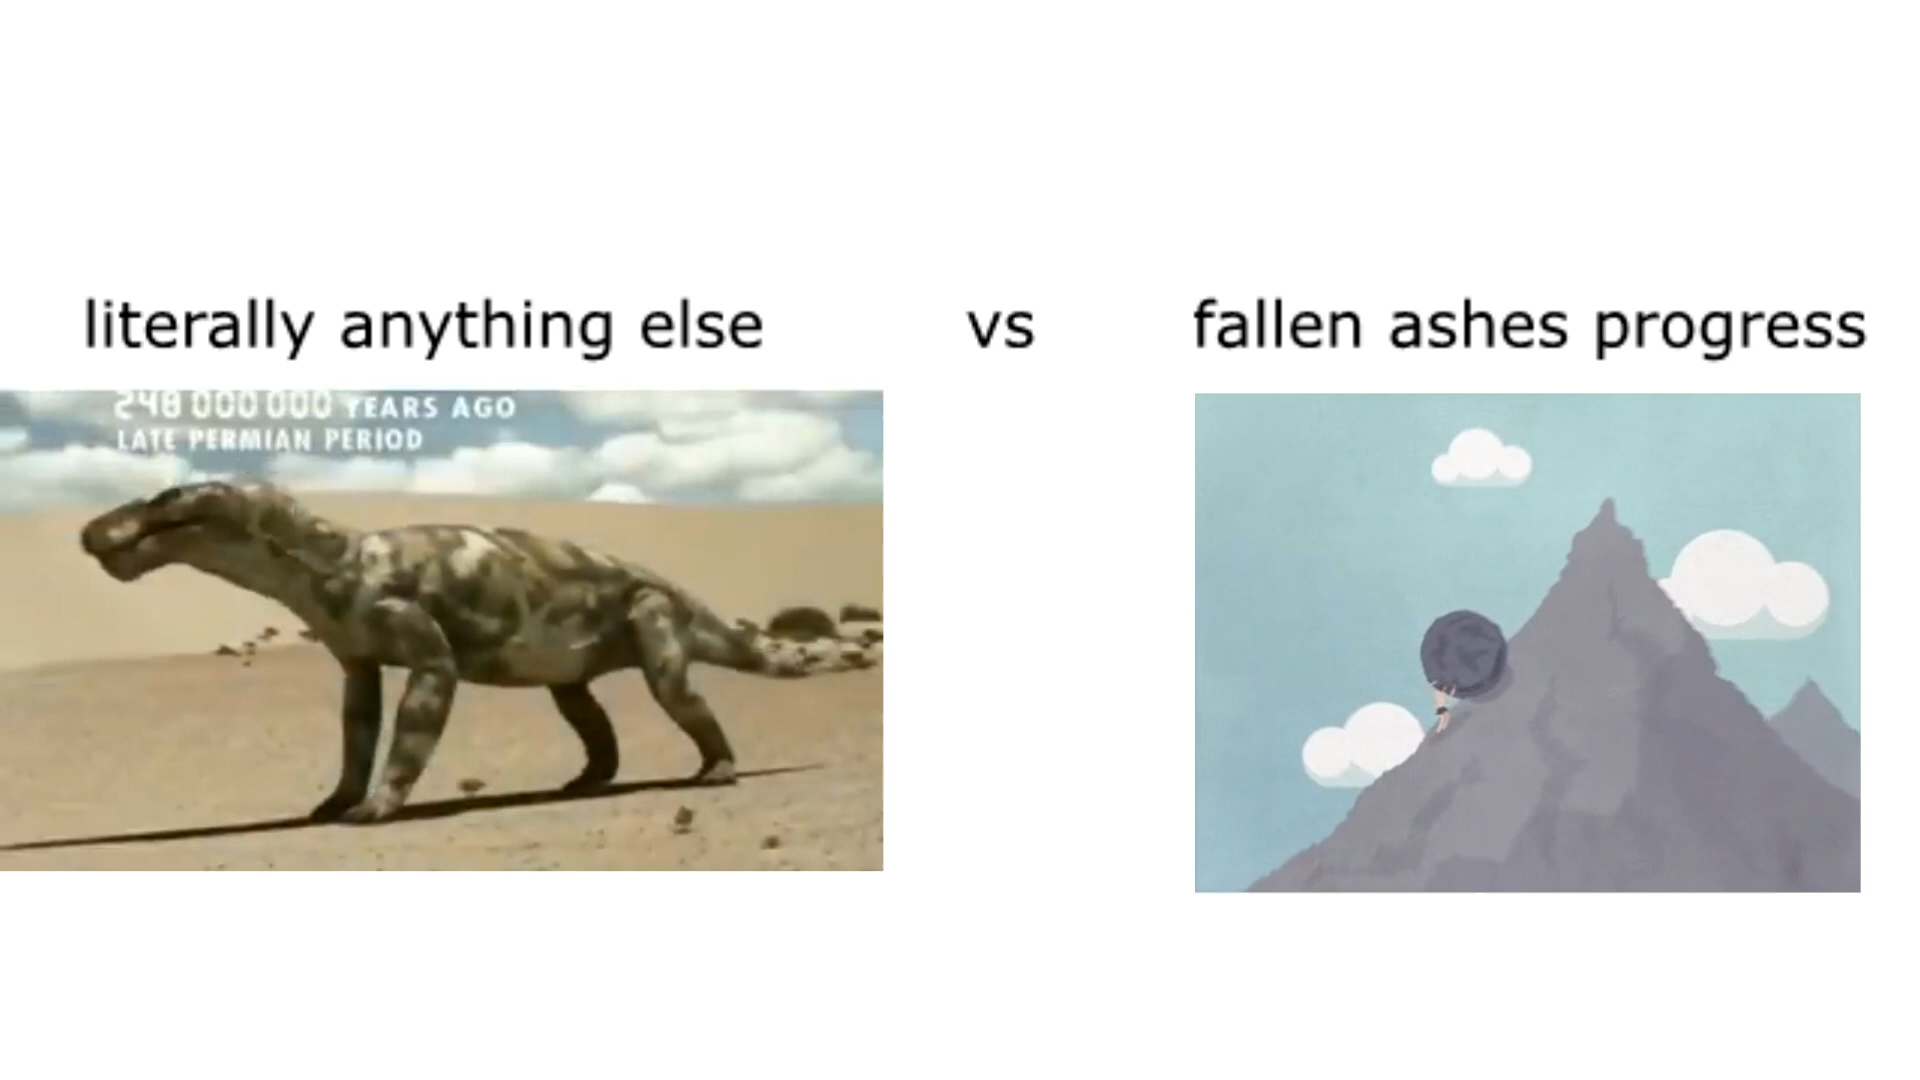 literally anything else vs fallen ashes progress
248 000 000 YEARS AGO
LATE PERMIAN PERIOD